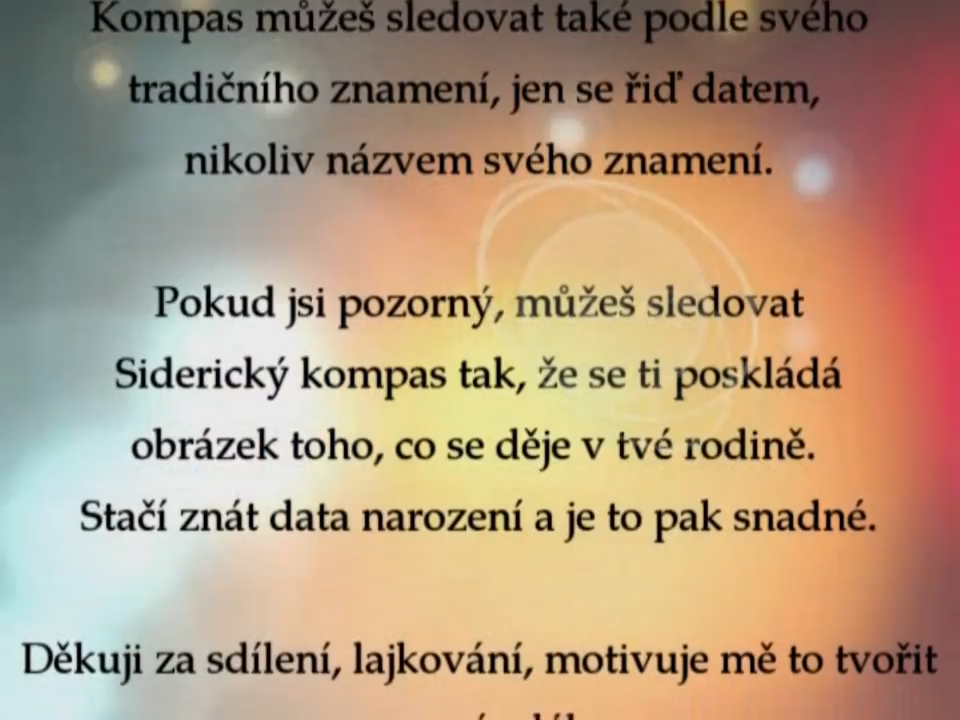 Kompas můžeš sledovat také podle svého
tradičního znamení, jen se řiď datem,
nikoliv názvem svého znamení.
Pokud jsi pozorný, můžeš sledovat
Siderický kompas tak, že se ti poskládá
obrázek toho, co se děje v tvé rodině.
Stačí znát data narození a je to pak snadné.
Děkuji za sdílení, lajkování, motivuje mě to tvořit